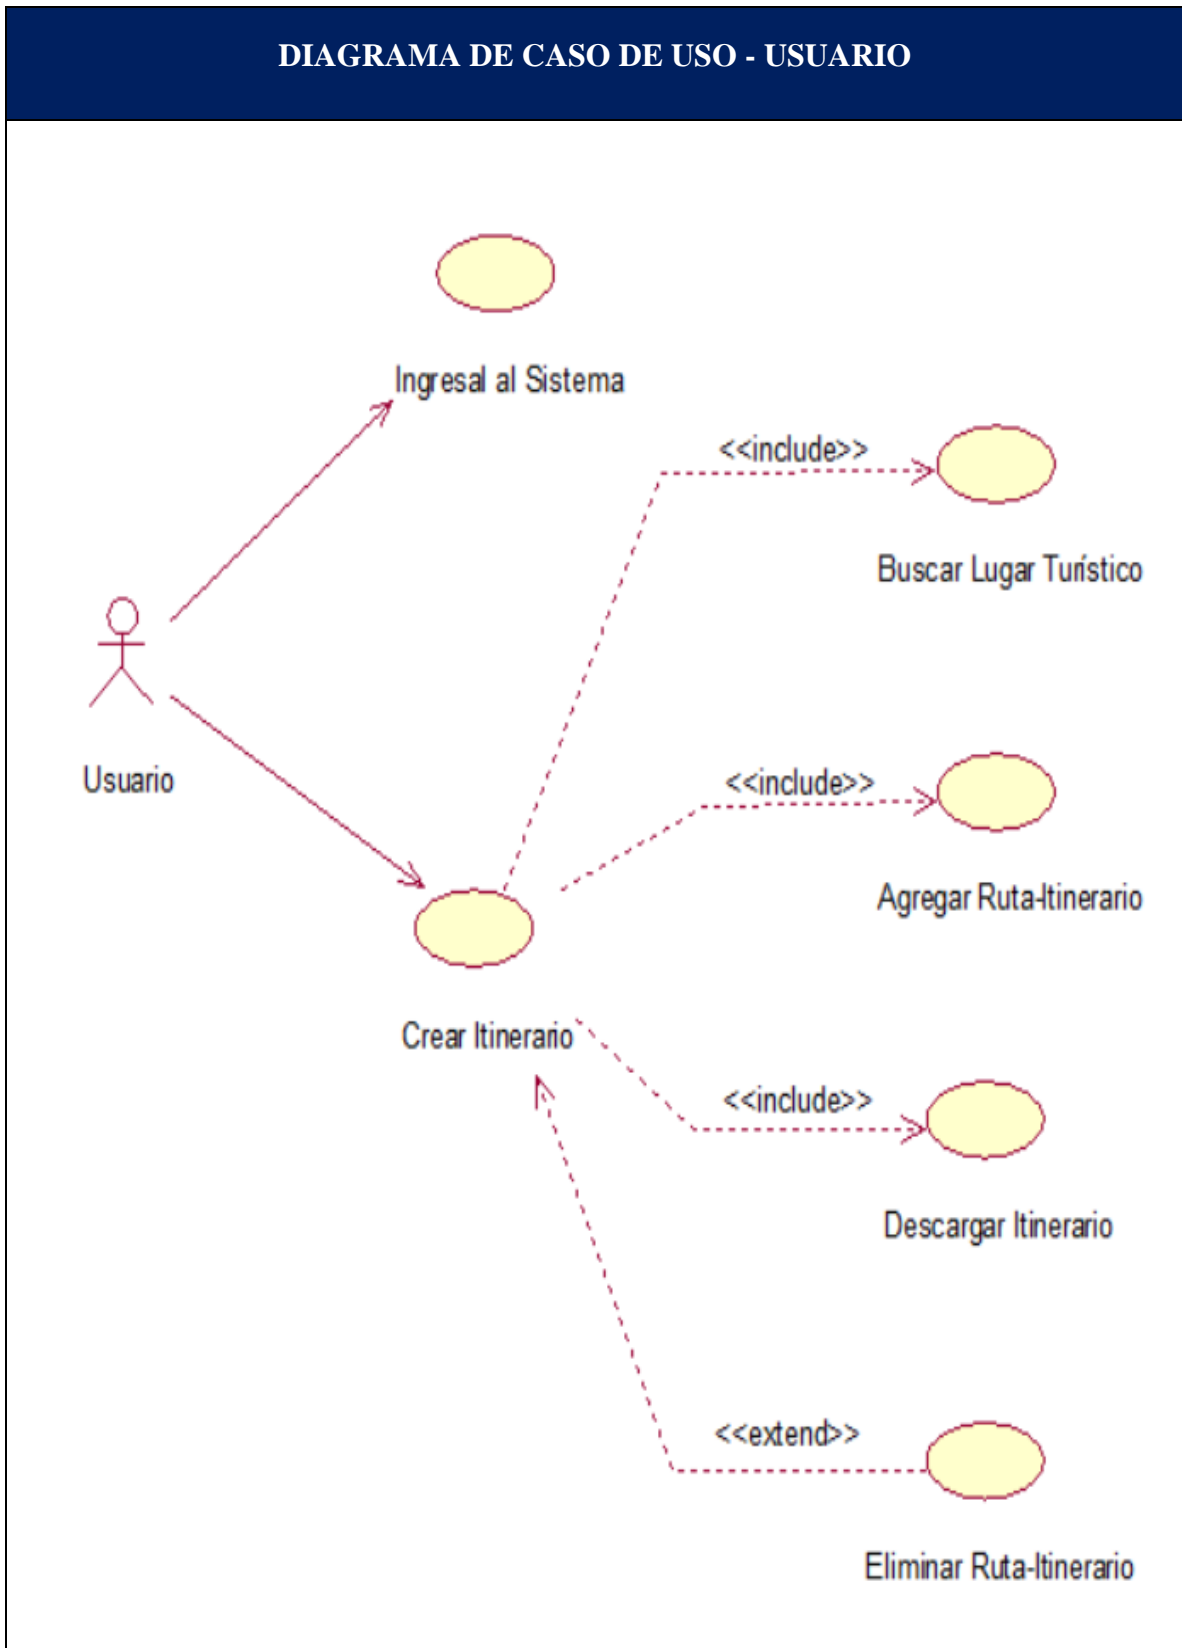 DIAGRAMA DE CASO DE USO - USUARIO
Ingresal al Sistema
<<include>>
Buscar Lugar Turístico
Usuario
<<include>>
Agregar Ruta-Itinerario
Crear Itinerario
<<include>>
Descargar Itinerario
<<extend>>
Eliminar Ruta-Itinerario